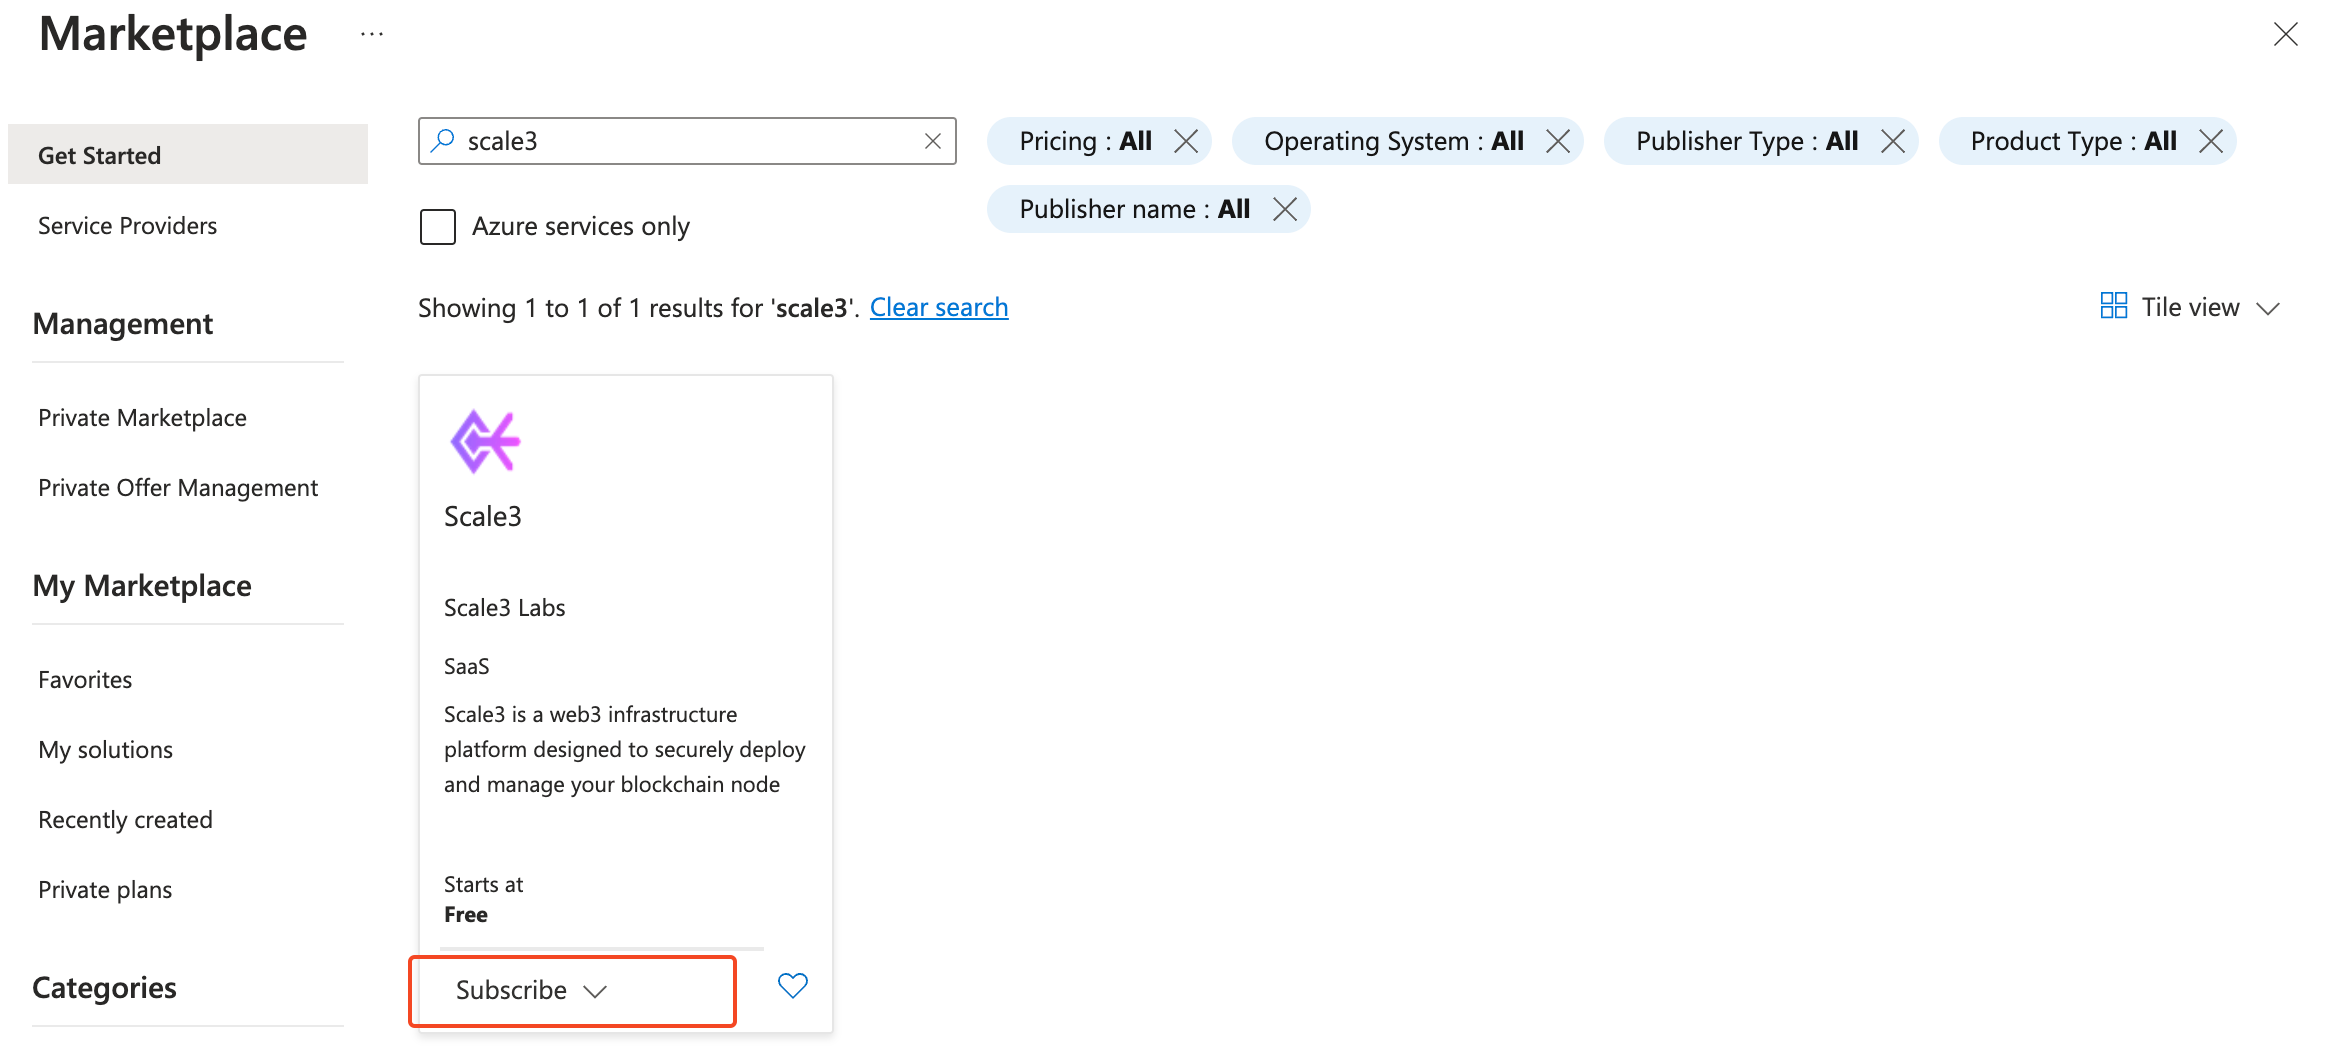 Marketplace ...
Get Started
Service Providers
Management
Private Marketplace
Private Offer Management
My Marketplace
Favorites
My solutions
Recently created
Private plans
Categories
scale3
Pricing : All
Operating System : All
Publisher Type : All
Product Type : All
Publisher name : All
Azure services only
Showing 1 to 1 of 1 results for 'scale3'. Clear search
Tile view
Scale3
Scale3 Labs
SaaS
Scale3 is a web3 infrastructure
platform designed to securely deploy
and manage your blockchain node
Starts at
Free
Subscribe